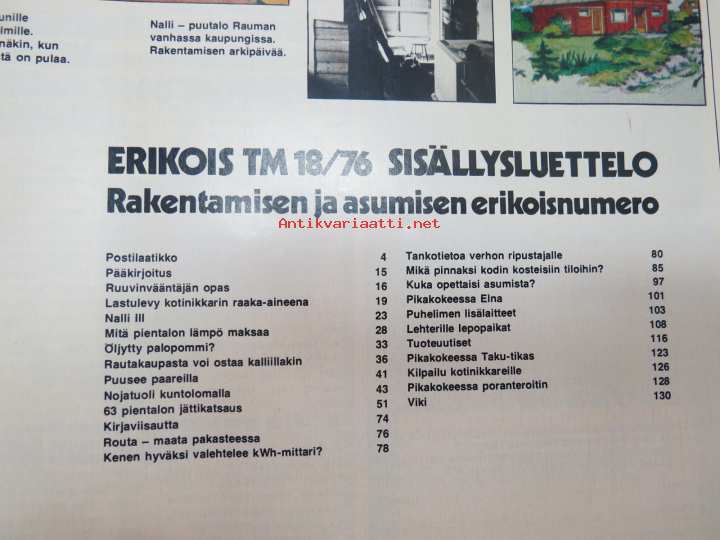 näkin, kun
tä on pulaa.
Nalli – puutalo Rauman
vanhassa kaupungissa.
Rakentamisen arkipäivää.
ERIKOIS TM 18/76 SISÄLLYSLUETTELO
Rakentamisen ja asumisen erikoisnumero
Antikvariaatti.net
Postilaatikko 4
Pääkirjoitus 15
Ruuvinvääntäjän opas 16
Lastulevy kotinikkarin raaka-aineena 19
Nalli III 23
Mitä pientalon lämpö maksaa 28
Öljytty palopommi? 33
Rautakaupasta voi ostaa kalliillakin 36
Puusee paareilla 41
Nojatuoli kuntolomalla 43
63 pientalon jättikatsaus 51
Kirjaviisautta 74
Routa – maata pakasteessa 76
Kenen hyväksi valehtelee kWh-mittari? 78
Tankotietoa verhon ripustajalle 80
Mikä pinnaksi kodin kosteisiin tiloihin? 85
Kuka opettaisi asumista? 97
Pikakokeessa Elna 101
Puhelimen lisälaitteet 103
Lehterille lepopaikat 108
Tuoteuutiset 116
Pikakokeessa Taku-tikas 123
Kilpailu kotinikkareille 126
Pikakokeessa poranteroitin 128
Viki 130